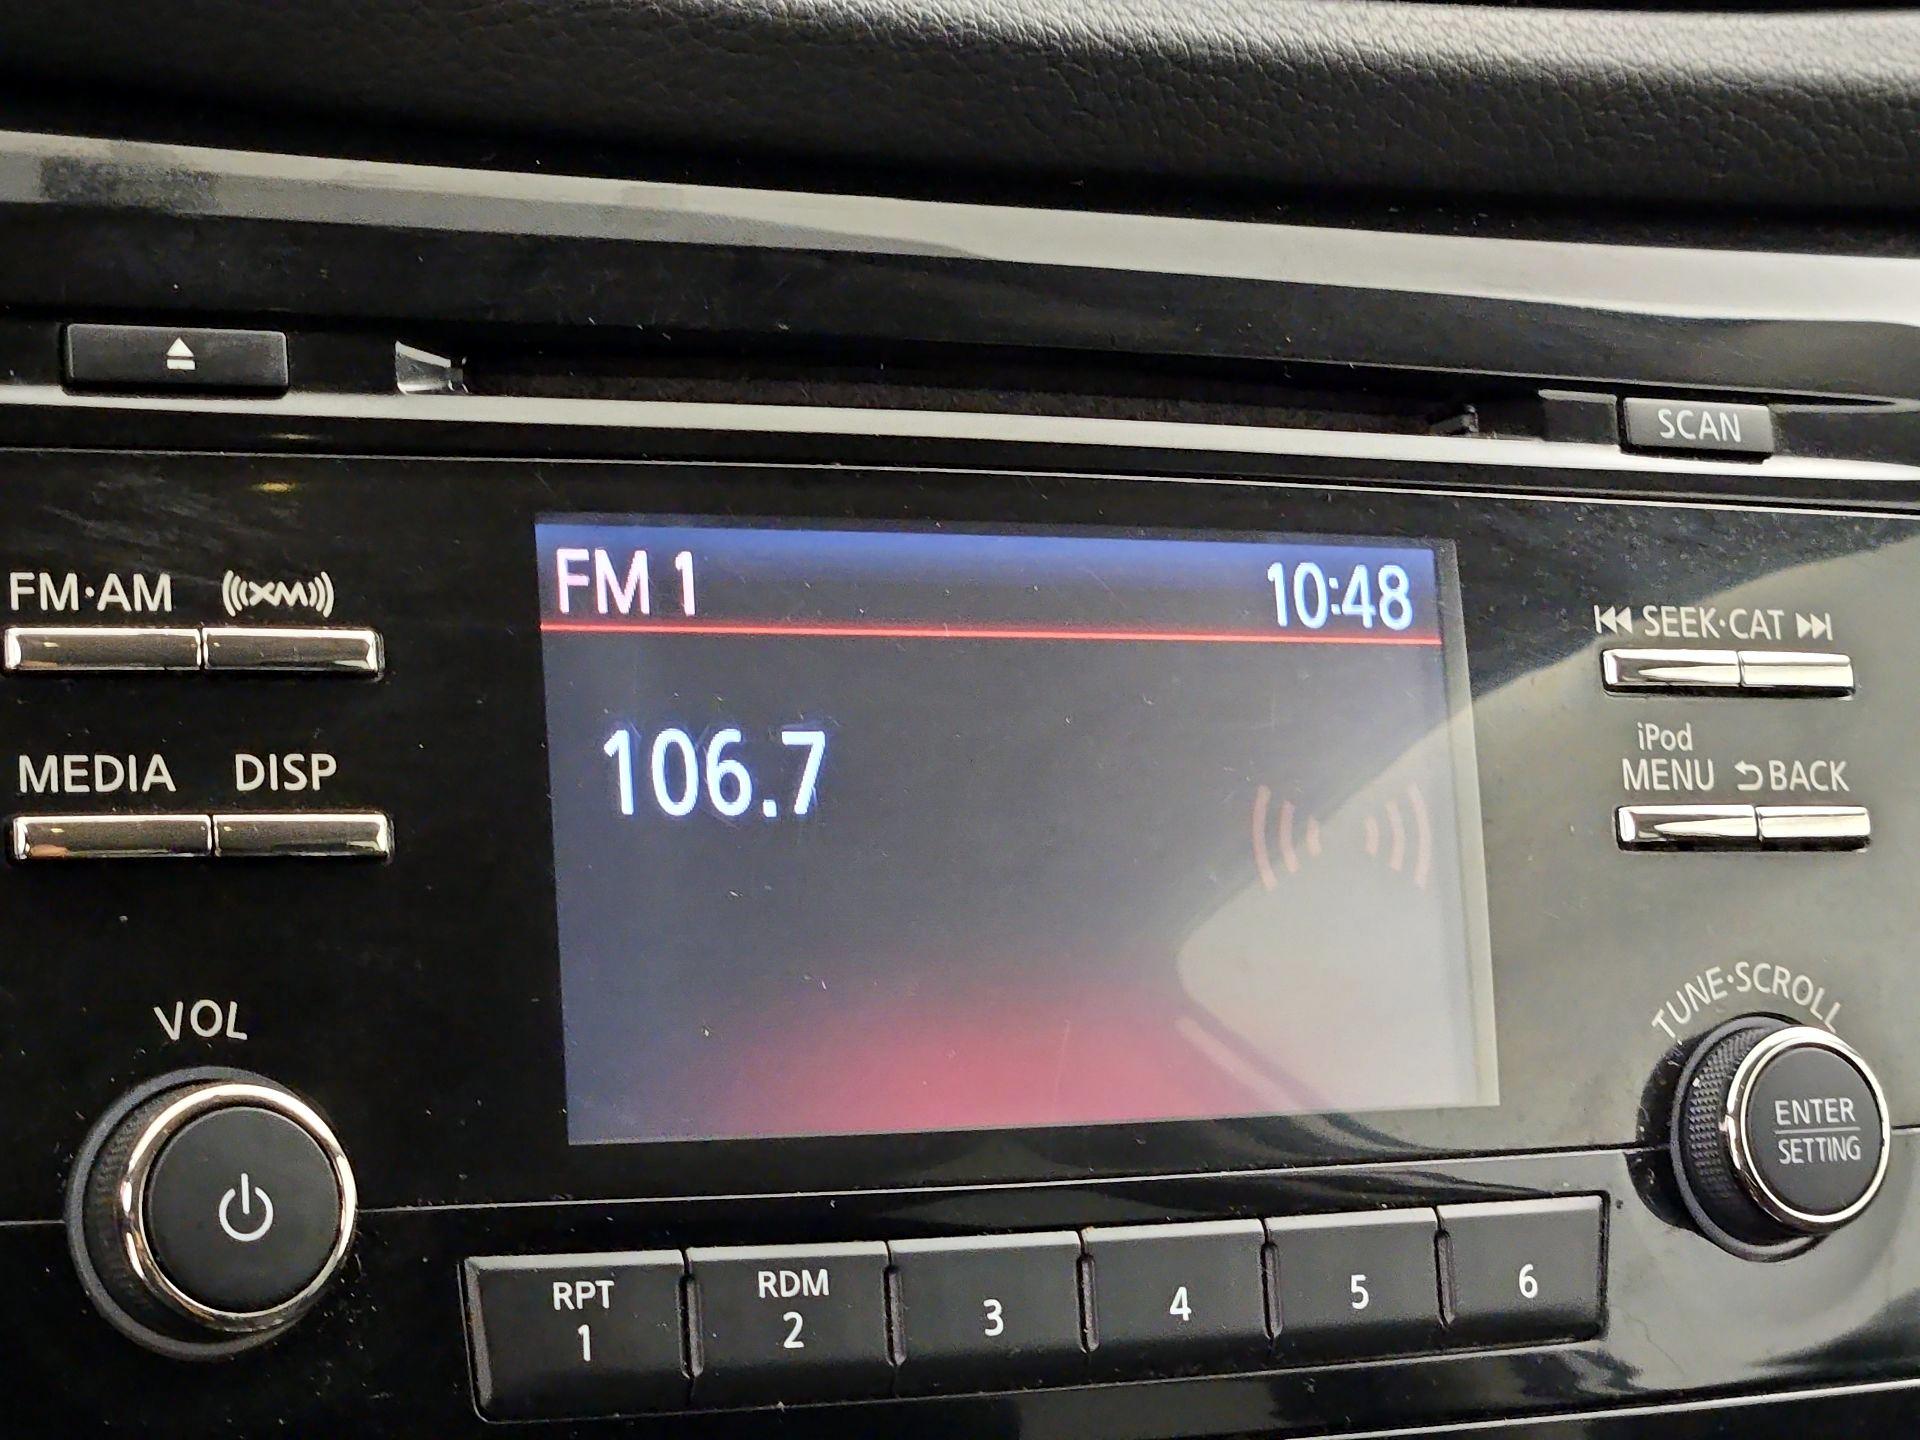 SCAN
FM·AM XM
FM 1 10:48
SEEK·CAT
106.7
iPod
MEDIA DISP
MENU BACK
VOL
TUNE·SCROLL
ENTER
SETTING
RPT
1
RDM
2
3
4
5
6